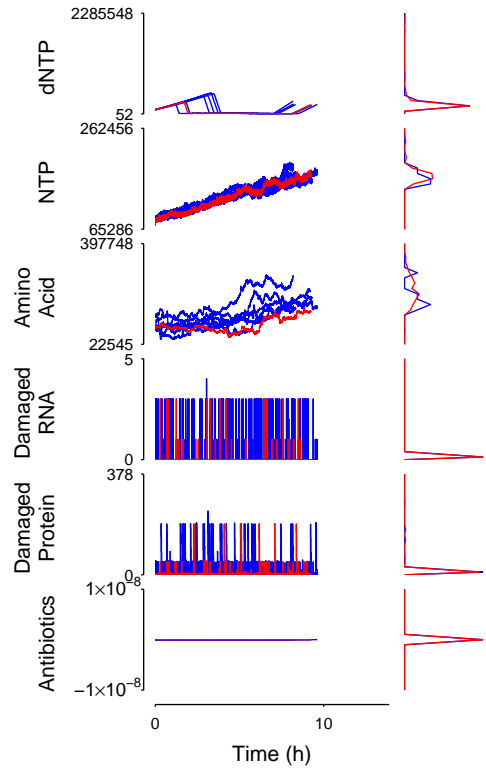 2285548
dNTP
52
262456
NTP
65286
397748
Amino
Acid
22545
5
Damaged
RNA
0
378
Damaged
Protein
0
1×10⁻⁸
Antibiotics
−1×10⁻⁸
0 10
Time (h)